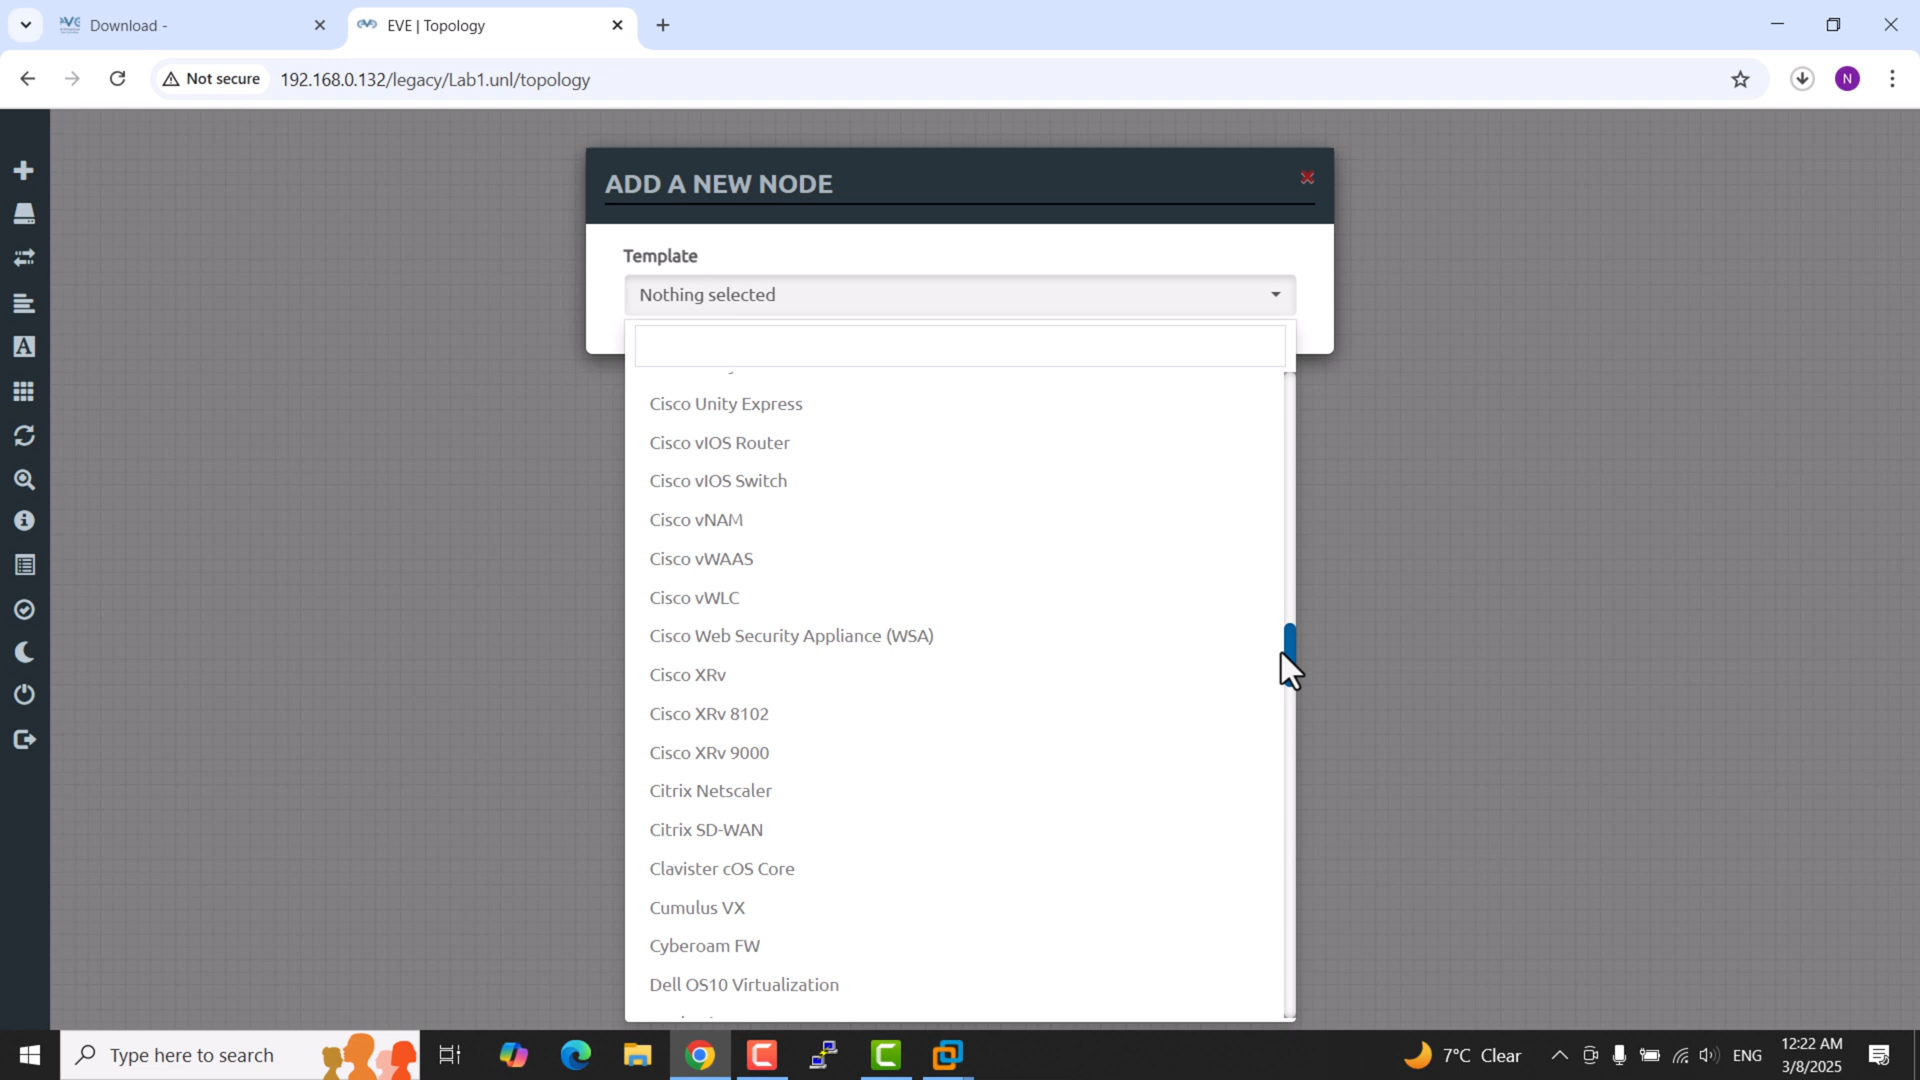 Download -
EVE | Topology
Not secure
192.168.0.132/legacy/Lab1.unl/topology
N
ADD A NEW NODE
Template
Nothing selected
Cisco Unity Express
Cisco vIOS Router
Cisco vIOS Switch
Cisco vNAM
Cisco vWAAS
Cisco vWLC
Cisco Web Security Appliance (WSA)
Cisco XRv
Cisco XRv 8102
Cisco XRv 9000
Citrix Netscaler
Citrix SD-WAN
Clavister cOS Core
Cumulus VX
Cyberoam FW
Dell OS10 Virtualization
A
Type here to search
7°C Clear
ENG
12:22 AM
3/8/2025